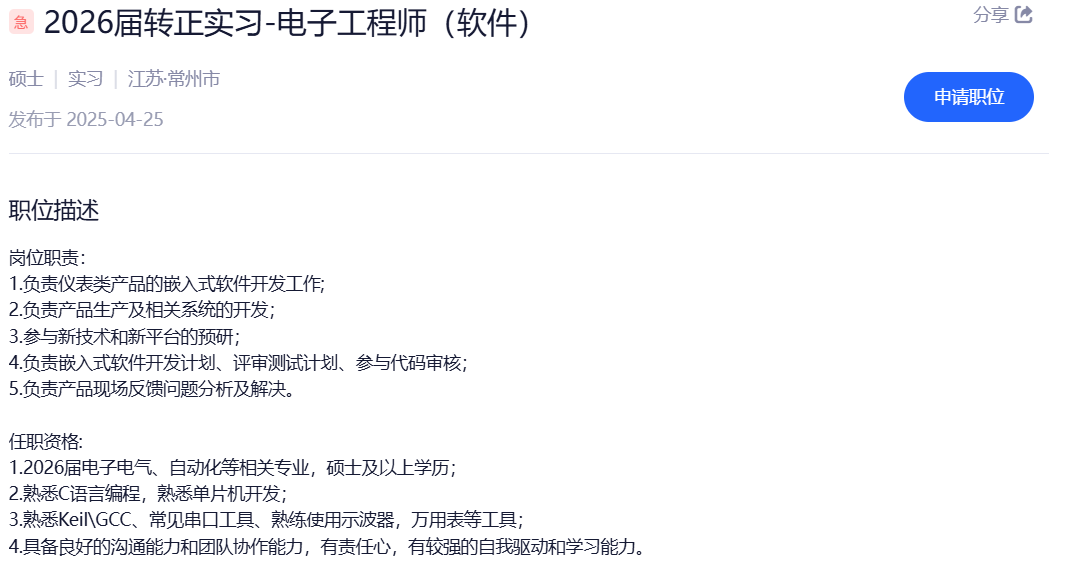 急 2026届转正实习-电子工程师（软件）
分享
硕士 | 实习 | 江苏·常州市
申请职位
发布于 2025-04-25
职位描述
岗位职责：
1.负责仪表类产品的嵌入式软件开发工作；
2.负责产品生产及相关系统的开发；
3.参与新技术和新平台的预研；
4.负责嵌入式软件开发计划、评审测试计划、参与代码审核；
5.负责产品现场反馈问题分析及解决。
任职资格：
1.2026届电子电气、自动化等相关专业，硕士及以上学历；
2.熟悉C语言编程，熟悉单片机开发；
3.熟悉Keil\GCC、常见串口工具、熟练使用示波器，万用表等工具；
4.具备良好的沟通能力和团队协作能力，有责任心，有较强的自我驱动和学习能力。